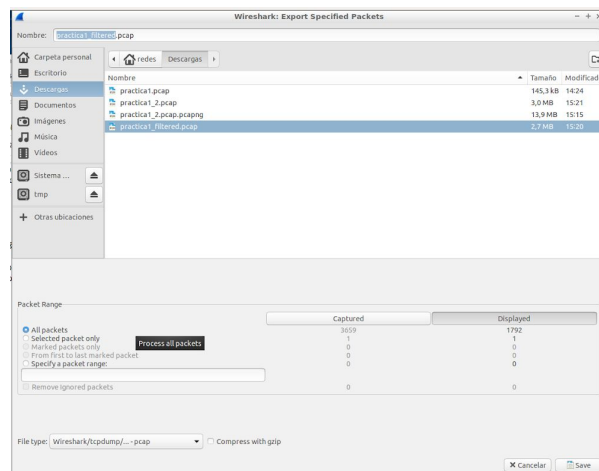 Wireshark: Export Specified Packets
Nombre: practica1_filtered.pcap
Carpeta personal
Escritorio
Descargas
Documentos
Imágenes
Música
Vídeos
Sistema ...
tmp
Otras ubicaciones
redes Descargas
Nombre Tamaño Modificad
practica1.pcap 145,3 kB 14:24
practica1_2.pcap 3,0 MB 15:21
practica1_2.pcap.pcapng 13,9 MB 15:15
practica1_filtered.pcap 2,7 MB 15:20
Packet Range
Captured Displayed
All packets 3659 1792
Selected packet only 1 1
Marked packets only 0 0
From first to last marked packet 0 0
Specify a packet range: 0 0
Process all packets
Remove Ignored packets 0 0
File type: Wireshark/tcpdump/... - pcap Compress with gzip
Cancelar Save